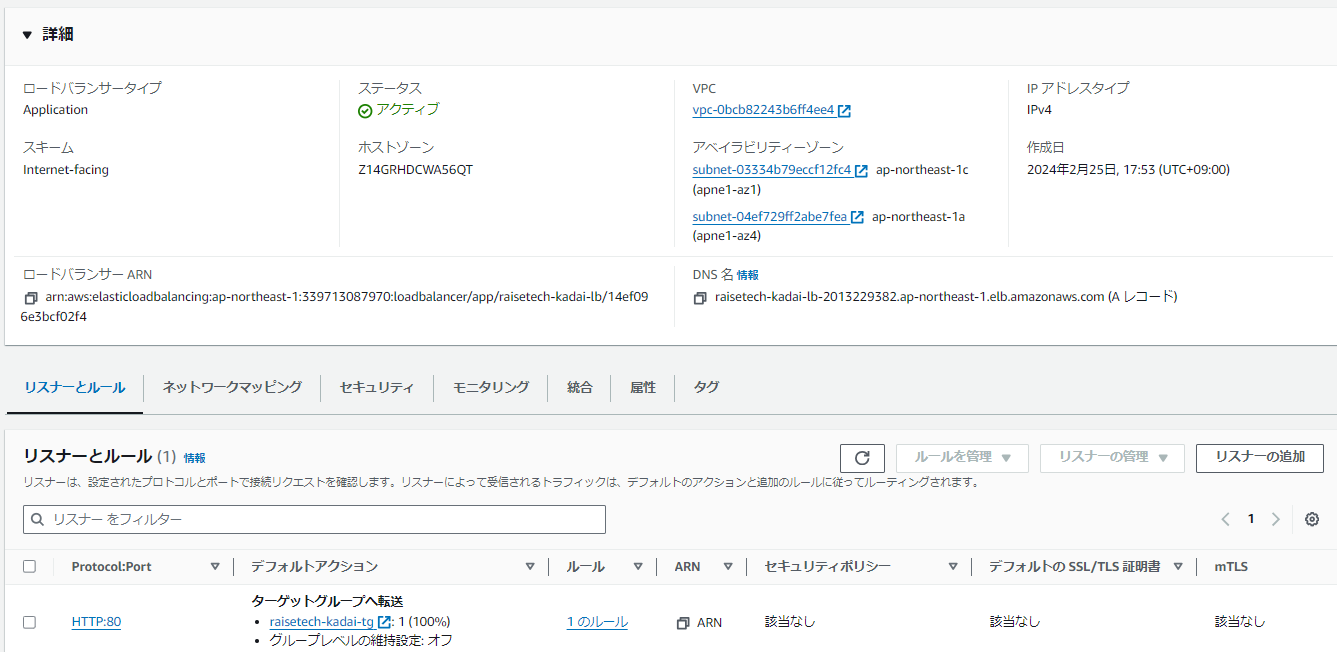 詳細
ロードバランサータイプ
Application
ステータス
アクティブ
VPC
vpc-0bcb82243b6ff4ee4
IP アドレスタイプ
IPv4
スキーム
Internet-facing
ホストゾーン
Z14GRHDCWA56QT
アベイラビリティーゾーン
subnet-03334b79eccf12fc4 ap-northeast-1c
(apne1-az1)
subnet-04ef729ff2abe7fea ap-northeast-1a
(apne1-az4)
作成日
2024年2月25日, 17:53 (UTC+09:00)
ロードバランサー ARN
arn:aws:elasticloadbalancing:ap-northeast-1:339713087970:loadbalancer/app/raisetech-kadai-lb/14ef09
6e3bcf02f4
DNS 名 情報
raisetech-kadai-lb-2013229382.ap-northeast-1.elb.amazonaws.com (A レコード)
リスナーとルール ネットワークマッピング セキュリティ モニタリング 統合 属性 タグ
リスナーとルール (1) 情報
ルールを管理 リスナーの管理 リスナーの追加
リスナーは、設定されたプロトコルとポートで接続リクエストを確認します。リスナーによって受信されるトラフィックは、デフォルトのアクションと追加のルールに従ってルーティングされます。
リスナー をフィルター
1
Protocol:Port デフォルトアクション ルール ARN セキュリティポリシー デフォルトの SSL/TLS 証明書 mTLS
ターゲットグループへ転送
HTTP:80 • raisetech-kadai-tg : 1 (100%) 1 のルール ARN 該当なし 該当なし 該当なし
• グループレベルの維持設定: オフ